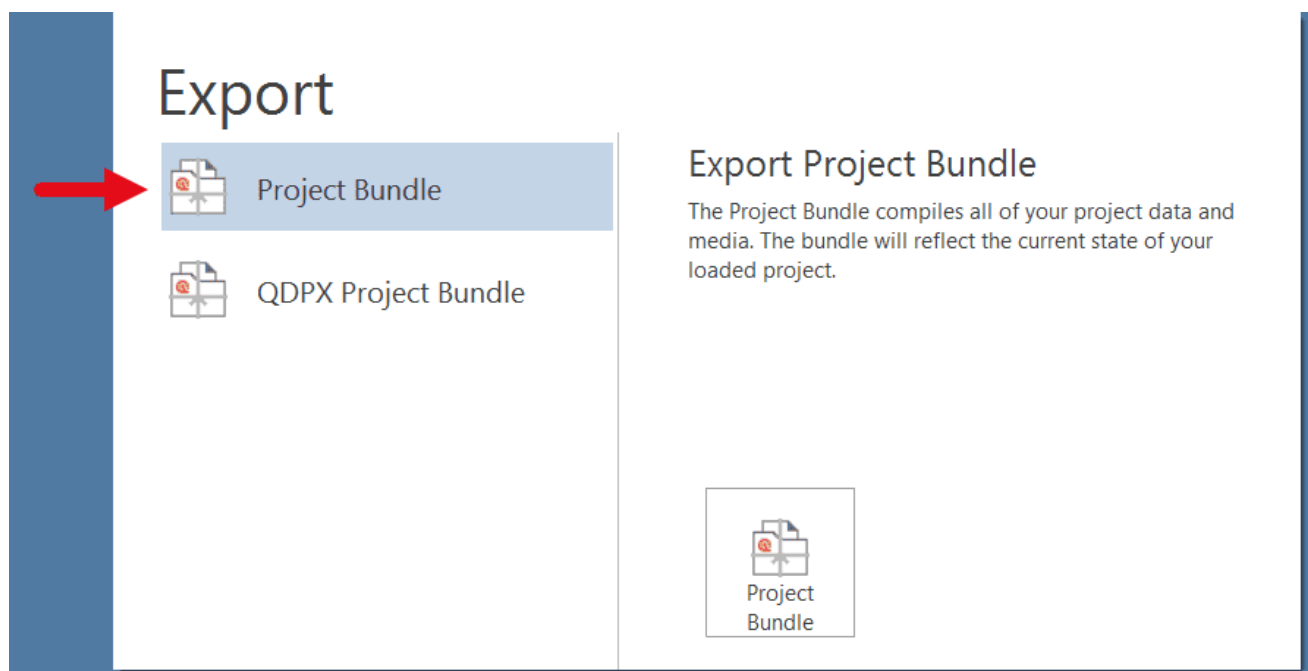 Export
Project Bundle
QDPX Project Bundle
Export Project Bundle
The Project Bundle compiles all of your project data and
media. The bundle will reflect the current state of your
loaded project.
Project
Bundle